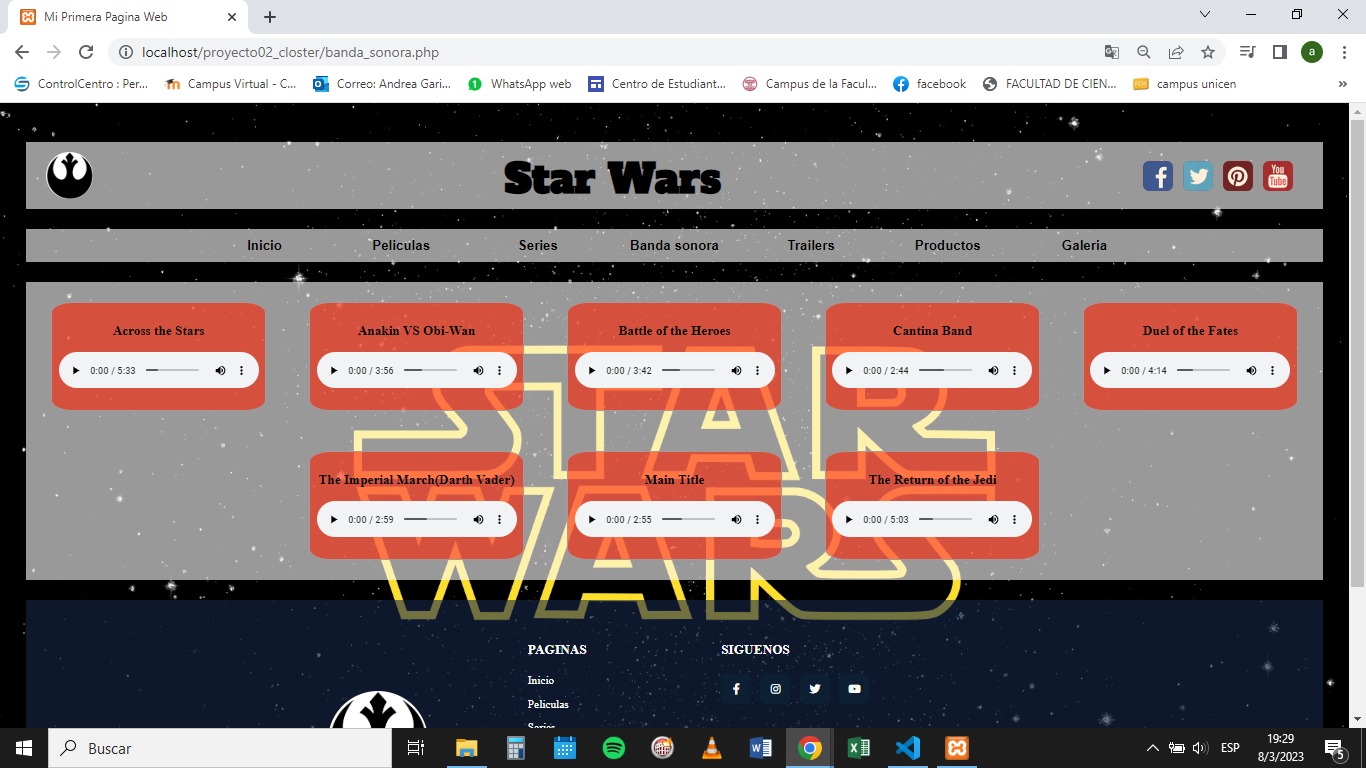 Mi Primera Pagina Web
localhost/proyecto02_closter/banda_sonora.php
ControlCentro : Per... Campus Virtual - C... Correo: Andrea Gari... WhatsApp web Centro de Estudiant... Campus de la Facul... facebook FACULTAD DE CIEN... campus unicen
a
Star Wars
You
Tube
Inicio Peliculas Series Banda sonora Trailers Productos Galeria
Across the Stars Anakin VS Obi-Wan Battle of the Heroes Cantina Band Duel of the Fates
0:00 / 5:33 0:00 / 3:56 0:00 / 3:42 0:00 / 2:44 0:00 / 4:14
STAR
The Imperial March(Darth Vader) Main Title The Return of the Jedi
0:00 / 2:59 0:00 / 2:55 0:00 / 5:03
WARS
PAGINAS SIGUENOS
Inicio
Peliculas
Series
Buscar
ESP
19:29
8/3/2023
5